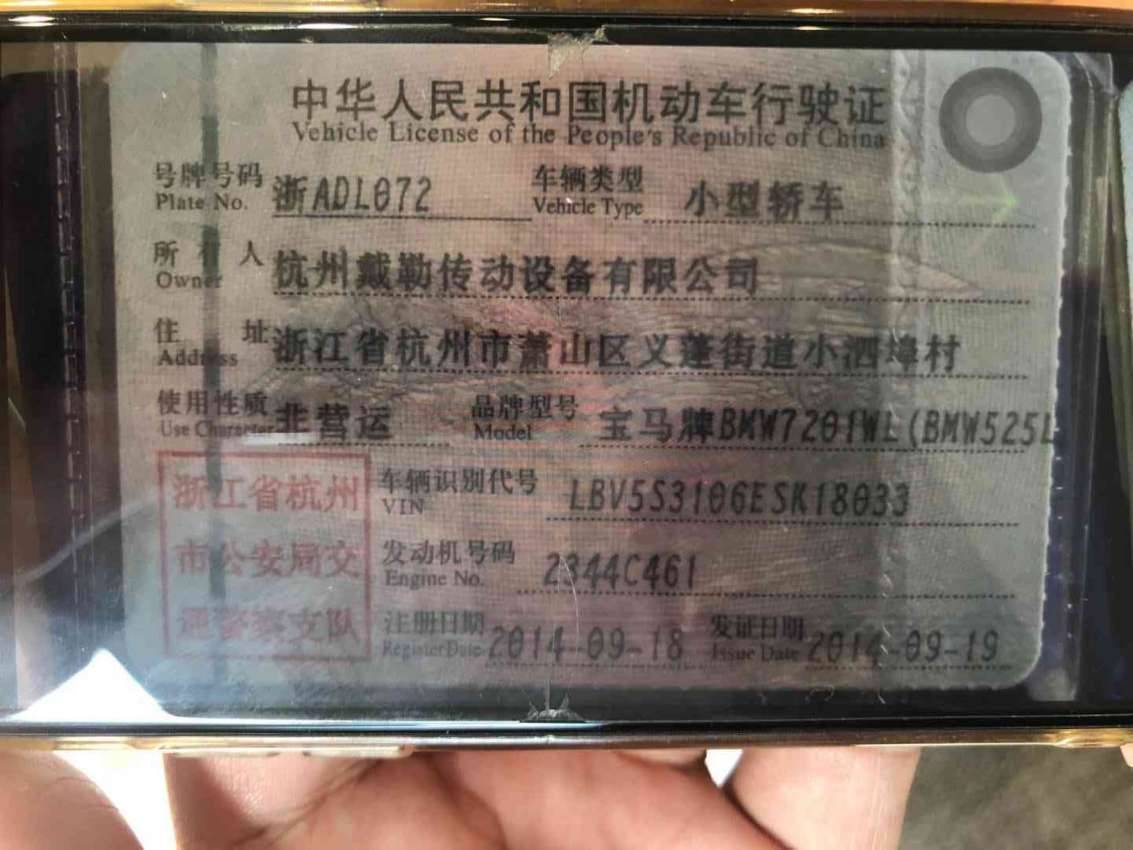 中华人民共和国机动车行驶证
Vehicle License of the People's Republic of China
号牌号码 浙ADL072 车辆类型 小型轿车
Plate No. Vehicle Type
所有人 杭州戴勒传动设备有限公司
Owner
住址 浙江省杭州市萧山区义蓬街道小泗埠村
Address
使用性质 非营运 品牌型号 宝马牌BMW7201WL(BMW525L
Use Character Model
浙江省杭州
市公安局交
通警察支队
车辆识别代号 LBV5S3106ESK18033
VIN
发动机号码 2344C461
Engine No.
注册日期 2014-09-18 发证日期 2014-09-19
Register Date Issue Date